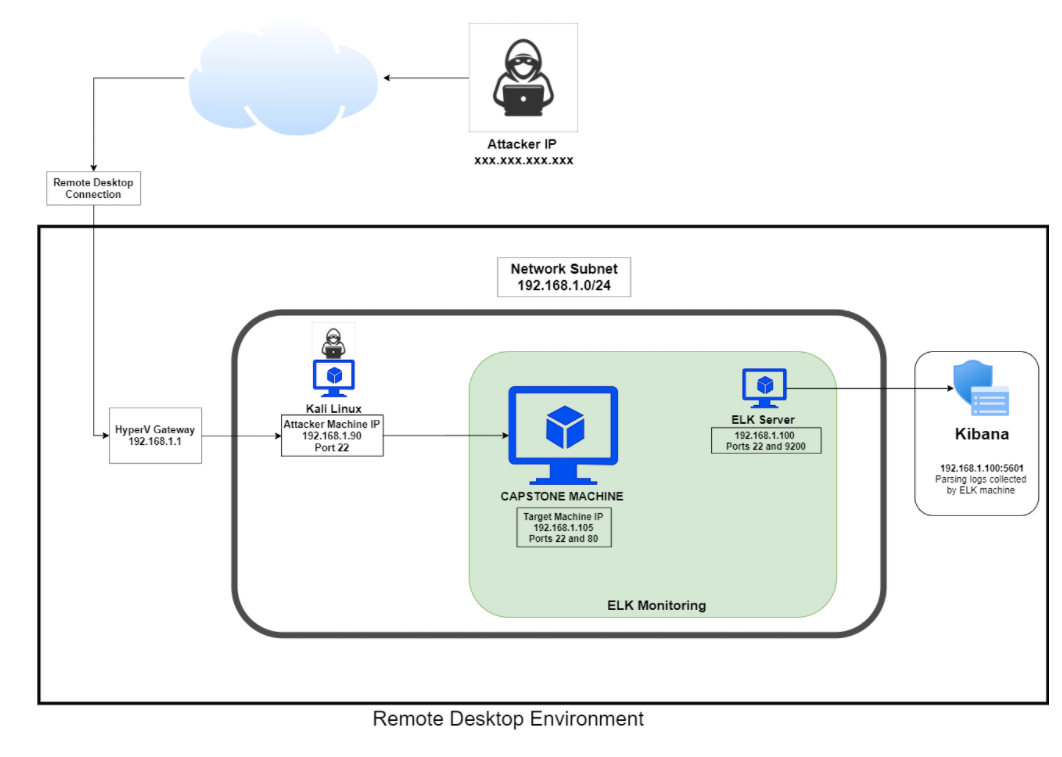 Attacker IP
xxx.xxx.xxx.xxx
Remote Desktop
Connection
Network Subnet
192.168.1.0/24
HyperV Gateway
192.168.1.1
Kali Linux
Attacker Machine IP
192.168.1.90
Port 22
CAPSTONE MACHINE
Target Machine IP
192.168.1.105
Ports 22 and 80
ELK Server
192.168.1.100
Ports 22 and 9200
ELK Monitoring
Kibana
192.168.1.100:5601
Parsing logs collected
by ELK machine
Remote Desktop Environment